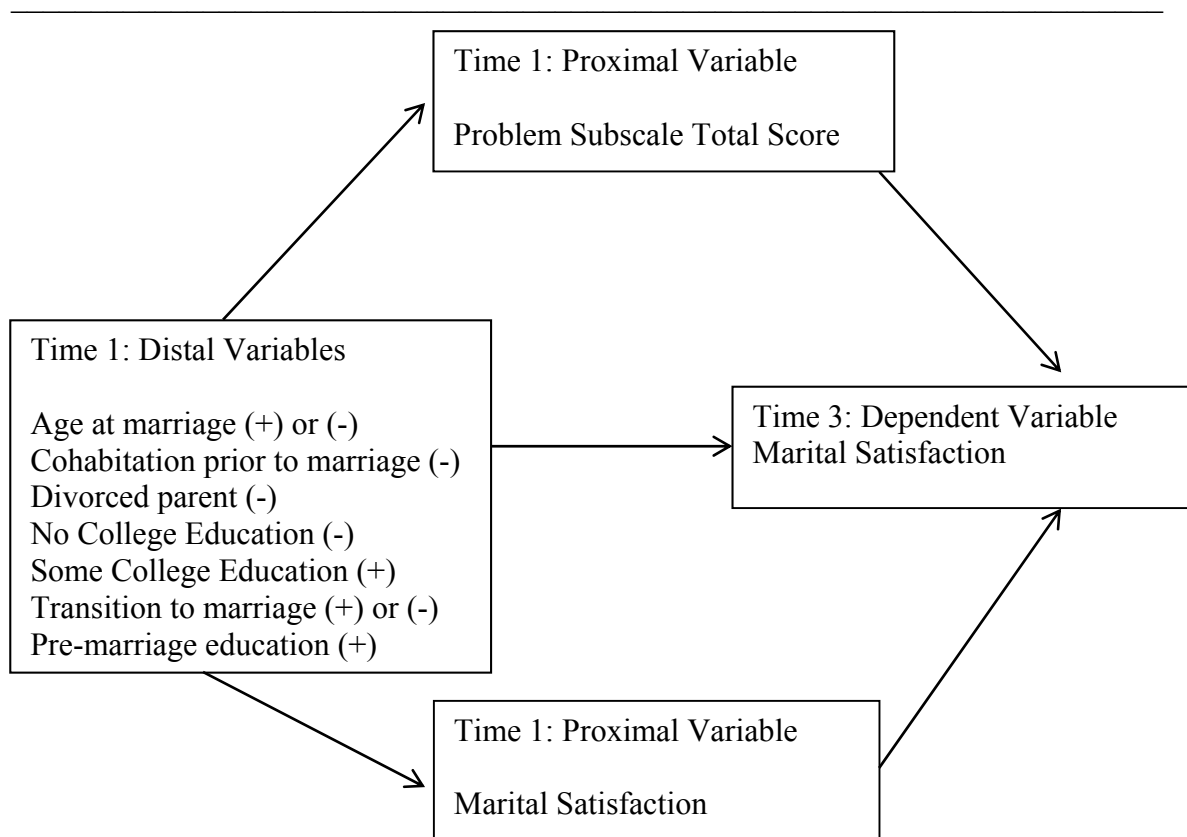 Time 1: Proximal Variable
Problem Subscale Total Score
Time 1: Distal Variables
Age at marriage (+) or (-)
Cohabitation prior to marriage (-)
Divorced parent (-)
No College Education (-)
Some College Education (+)
Transition to marriage (+) or (-)
Pre-marriage education (+)
Time 3: Dependent Variable
Marital Satisfaction
Time 1: Proximal Variable
Marital Satisfaction